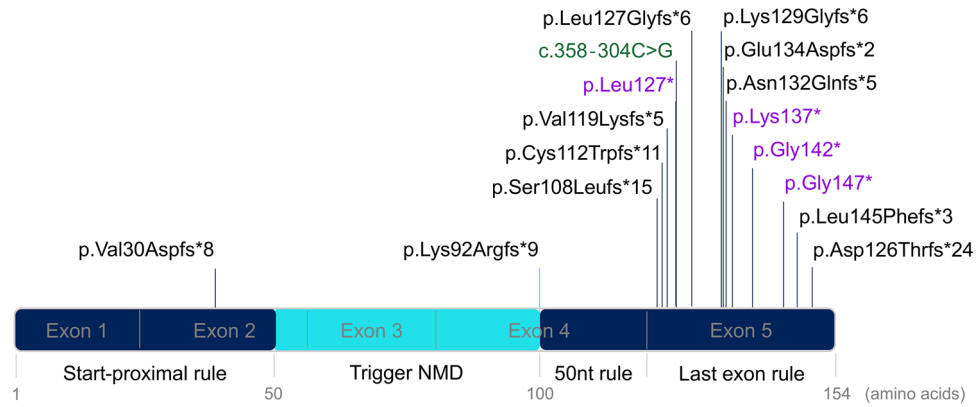 p.Leu127Glyfs*6 p.Lys129Glyfs*6
c.358-304C>G p.Glu134Aspfs*2
p.Leu127* p.Asn132Glnfs*5
p.Val119Lysfs*5 p.Lys137*
p.Cys112Trpfs*11 p.Gly142*
p.Ser108Leufs*15 p.Gly147*
p.Leu145Phefs*3
p.Val30Aspfs*8 p.Lys92Argfs*9 p.Asp126Thrfs*24
Exon 1 Exon 2 Exon 3 Exon 4 Exon 5
Start-proximal rule Trigger NMD 50nt rule Last exon rule
1 50 100 154 (amino acids)